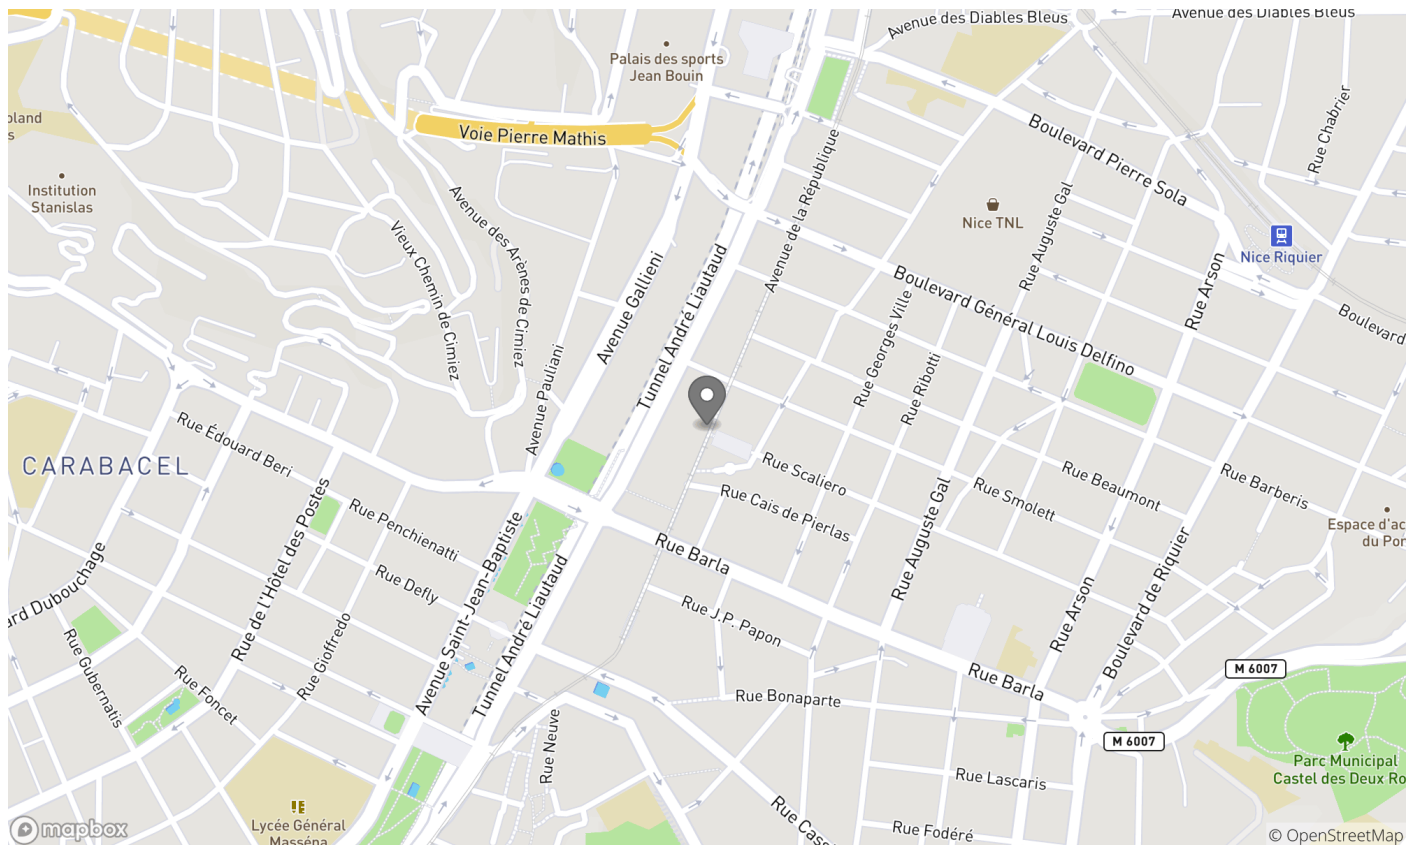 Avenue des Diables Bleus
Avenue des Diables Bleus
Palais des sports
Jean Bouin
Voie Pierre Mathis
Rue Chabrier
Boulevard Pierre Sola
Institution
Stanislas
Avenue des Arènes de Cimiez
Vieux Chemin de Cimiez
Avenue de la République
Nice TNL
Rue Auguste Gal
Nice Riquier
Avenue Gallieni
Tunnel André Liautaud
Rue Georges Ville
Boulevard Général Louis Delfino
Rue Arson
Boulevard
Avenue Pauliani
Rue Ribotti
Rue Édouard Beri
CARABACEL
Rue Scaliero
Rue Beaumont
Rue Barberis
Rue de l'Hôtel des Postes
Rue Penchienatti
Rue Cais de Pierlas
Rue Smolett
Espace d'ac
du Por
Rue Auguste Gal
Rue Barla
Avenue Saint-Jean-Baptiste
Tunnel André Liautaud
Rue Defly
Rue J.P. Papon
Rue Arson
Boulevard de Riquier
ard Dubouchage
Rue Gubernatis
Rue Gioffredo
Rue Foncet
Rue Barla
M 6007
Rue Bonaparte
M 6007
Rue Neuve
Rue Lascaris
Parc Municipal
Castel des Deux Ro
Rue Cass
Rue Foderé
Lycée Général
Masséna
mapbox
© OpenStreetMap